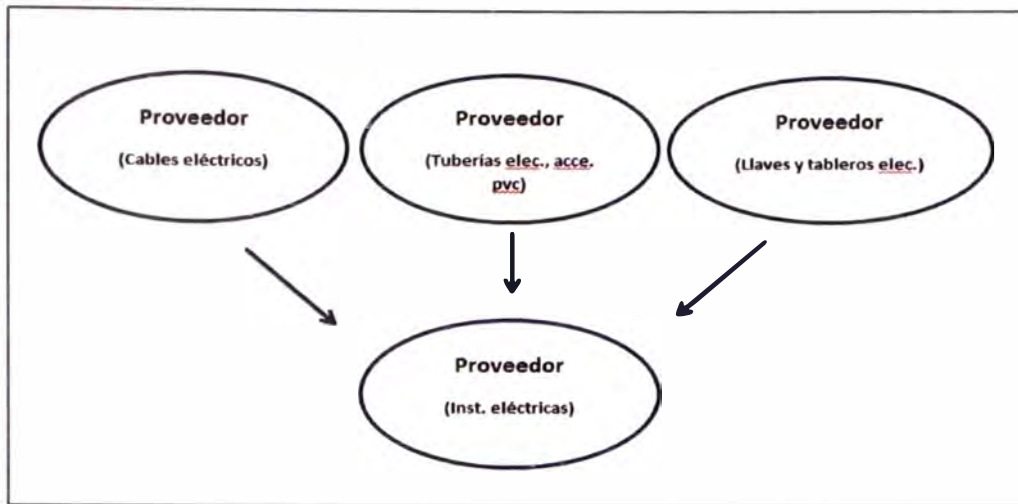 Proveedor
(Cables eléctricos)
Proveedor
(Tuberías elec., acce.
pvc)
Proveedor
(Llaves y tableros elec.)
Proveedor
(Inst. eléctricas)